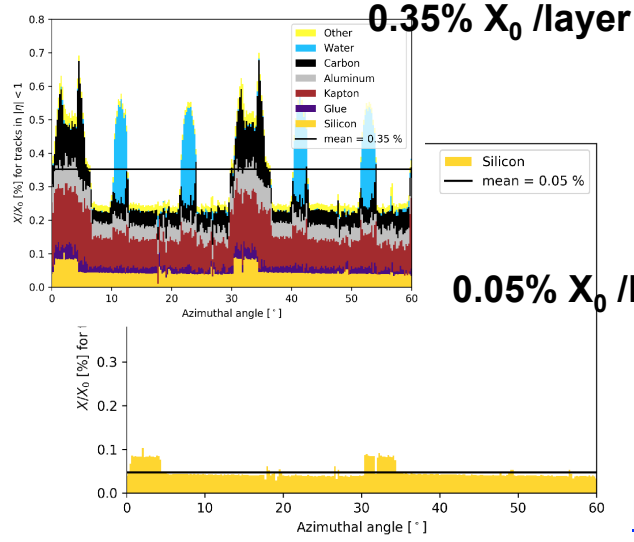 0.35% X0 /layer
0.8
0.7
0.6
0.5
0.4
0.3
0.2
0.1
0.0
X/X0 [%] for tracks in |η| < 1
Other
Water
Carbon
Aluminum
Kapton
Glue
Silicon
mean = 0.35 %
0 10 20 30 40 50 60
Azimuthal angle [°]
Silicon
mean = 0.05 %
0.05% X0 /
X/X0 [%] for
0.3
0.2
0.1
0.0
0 10 20 30 40 50 60
Azimuthal angle [°]